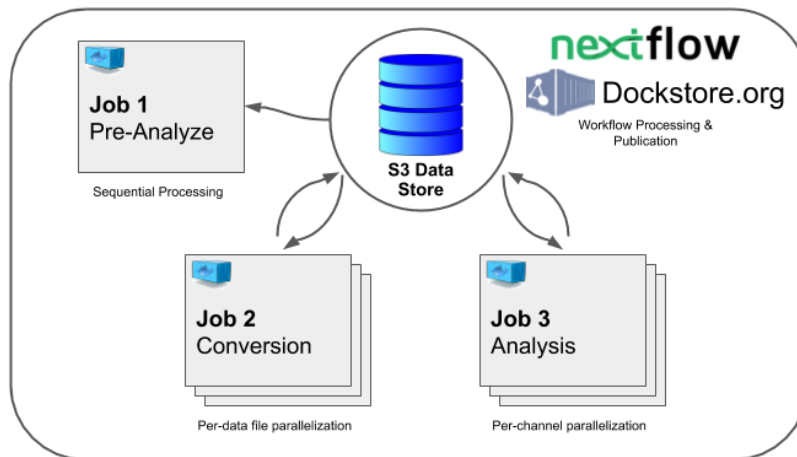 nextflow
Dockstore.org
Workflow Processing &
Publication
Job 1
Pre-Analyze
Sequential Processing
S3 Data
Store
Job 2
Conversion
Per-data file parallelization
Job 3
Analysis
Per-channel parallelization